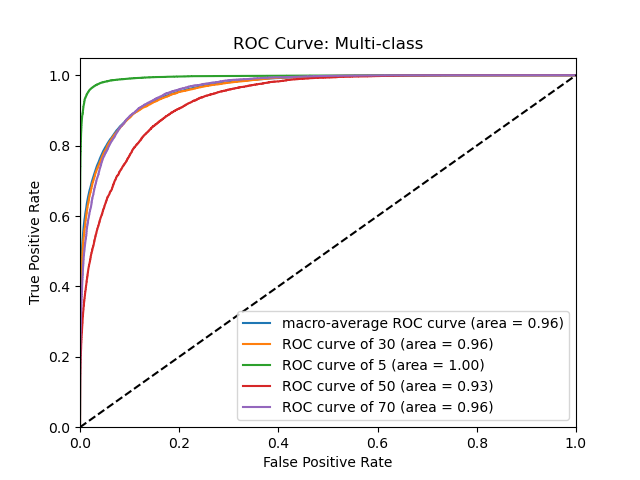 ROC Curve: Multi-class
True Positive Rate
1.0
0.8
0.6
0.4
0.2
0.0
macro-average ROC curve (area = 0.96)
ROC curve of 30 (area = 0.96)
ROC curve of 5 (area = 1.00)
ROC curve of 50 (area = 0.93)
ROC curve of 70 (area = 0.96)
0.0 0.2 0.4 0.6 0.8 1.0
False Positive Rate